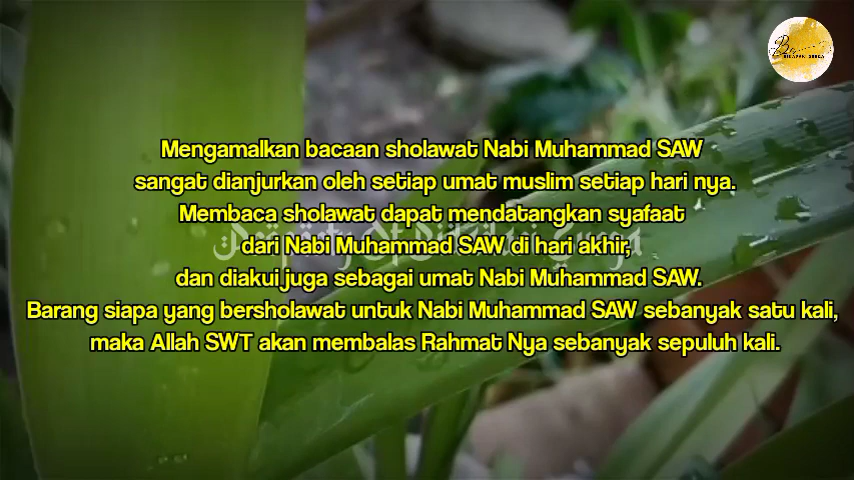 Mengamalkan bacaan sholawat Nabi Muhammad SAW
sangat dianjurkan oleh setiap umat muslim setiap hari nya.
Membaca sholawat dapat mendatangkan syafaat
dari Nabi Muhammad SAW di hari akhir,
dan diakui juga sebagai umat Nabi Muhammad SAW.
Barang siapa yang bersholawat untuk Nabi Muhammad SAW sebanyak satu kali,
maka Allah SWT akan membalas Rahmat Nya sebanyak sepuluh kali.